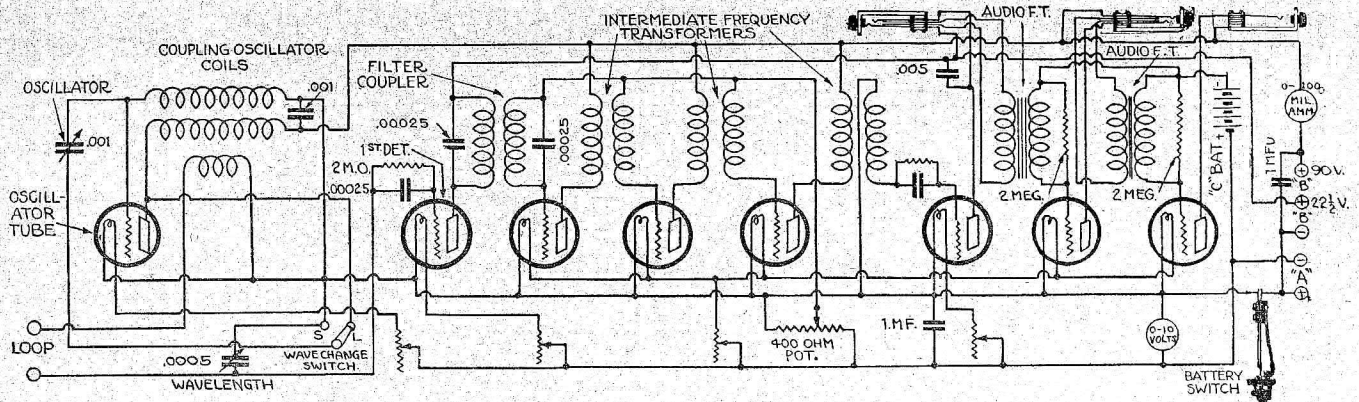 COUPLING OSCILLATOR
COILS
OSCILLATOR
.001
.001
OSCILL-
ATOR
TUBE
FILTER
COUPLER
.00025
1ST. DET.
2 M.O.
.00025
.00025
INTERMEDIATE FREQUENCY
TRANSFORMERS
AUDIO F.T.
AUDIO F.T.
.005
2 MEG.
2 MEG.
"C" BAT.
-
+
0-100
MIL
AMM.
1 MFD
+ 90 V.
"B"
+ 22½ V.
"B"
-
-
"A"
+
LOOP
S
L
WAVE CHANGE
SWITCH.
.0005
WAVELENGTH
400 OHM
POT.
1. MF.
0-10
VOLTS
BATTERY
SWITCH